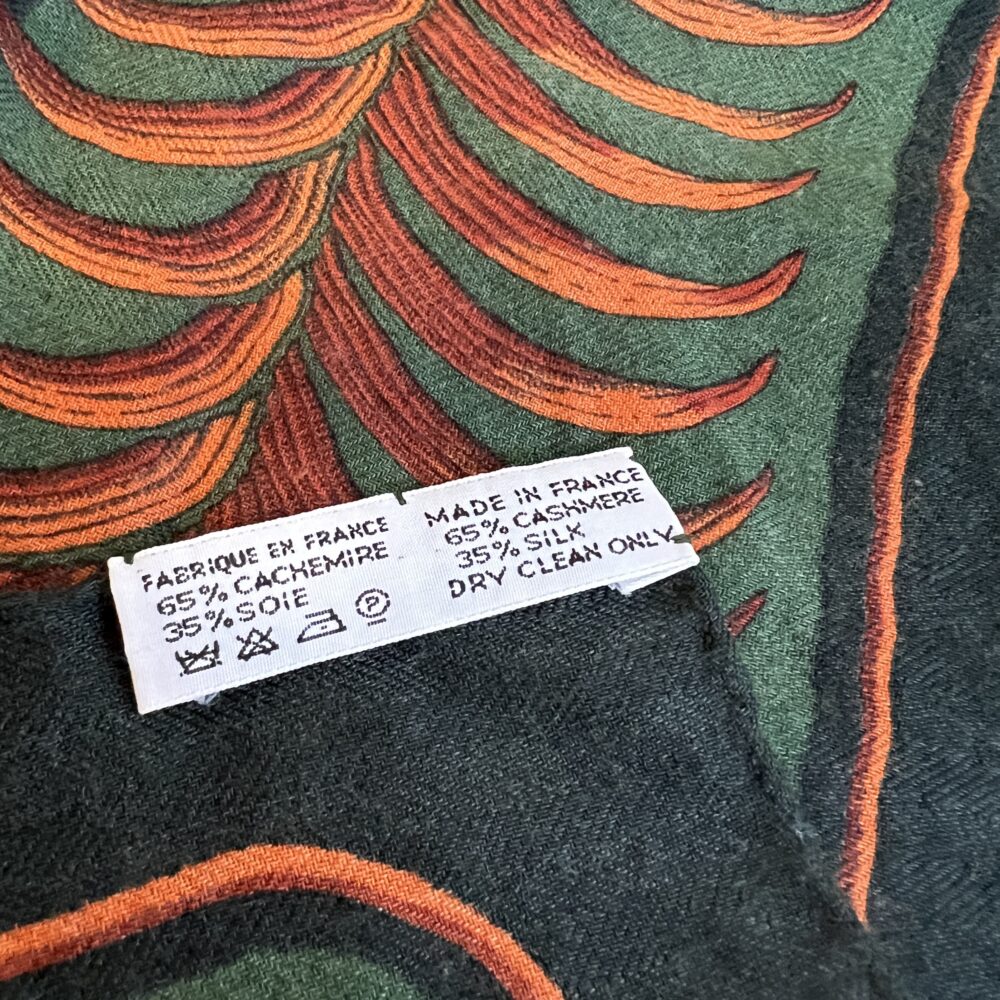 FABRIQUE EN FRANCE
65% CACHEMIRE
35% SOIE
P
MADE IN FRANCE
65% CASHMERE
35% SILK
DRY CLEAN ONLY